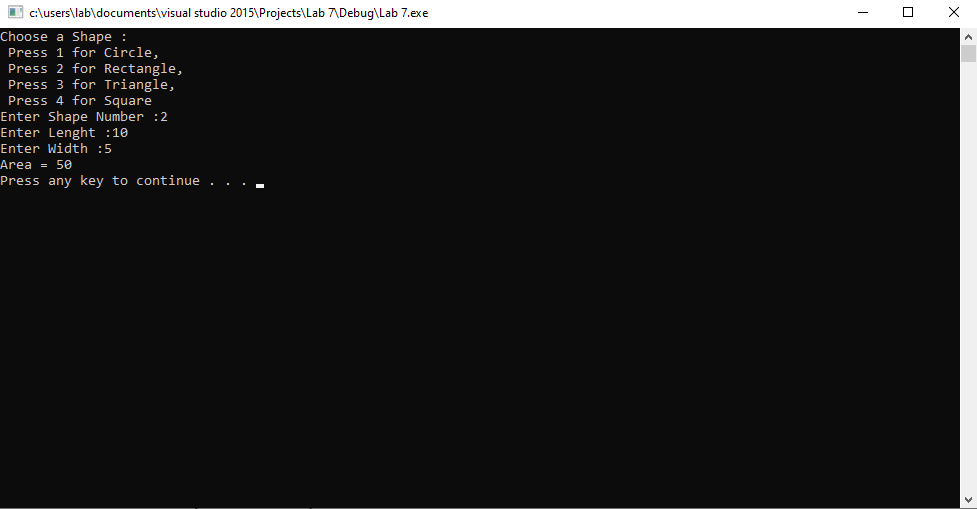 c:\users\lab\documents\visual studio 2015\Projects\Lab 7\Debug\Lab 7.exe
Choose a Shape :
 Press 1 for Circle,
 Press 2 for Rectangle,
 Press 3 for Triangle,
 Press 4 for Square
Enter Shape Number :2
Enter Lenght :10
Enter Width :5
Area = 50
Press any key to continue . . .